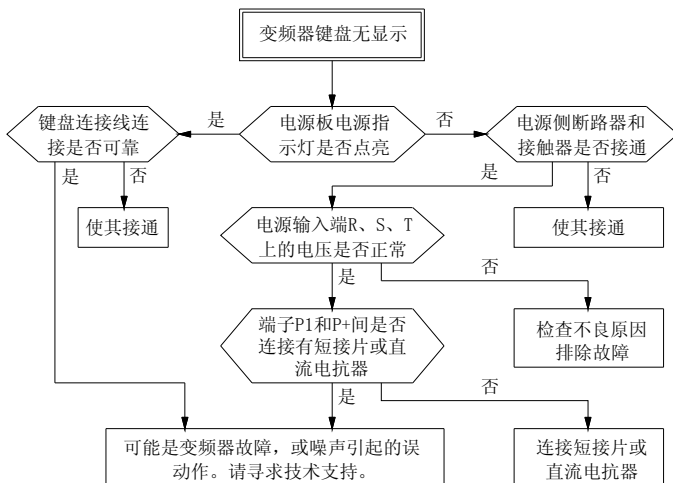 变频器键盘无显示
键盘连接线连
接是否可靠
是
电源板电源指
示灯是否点亮
否
电源侧断路器和
接触器是否接通
是
否
是
否
使其接通
电源输入端R、S、T
上的电压是否正常
使其接通
是
否
端子P1和P+间是否
连接有短接片或直
流电抗器
检查不良原因
排除故障
是
否
可能是变频器故障，或噪声引起的误
动作。请寻求技术支持。
连接短接片或
直流电抗器